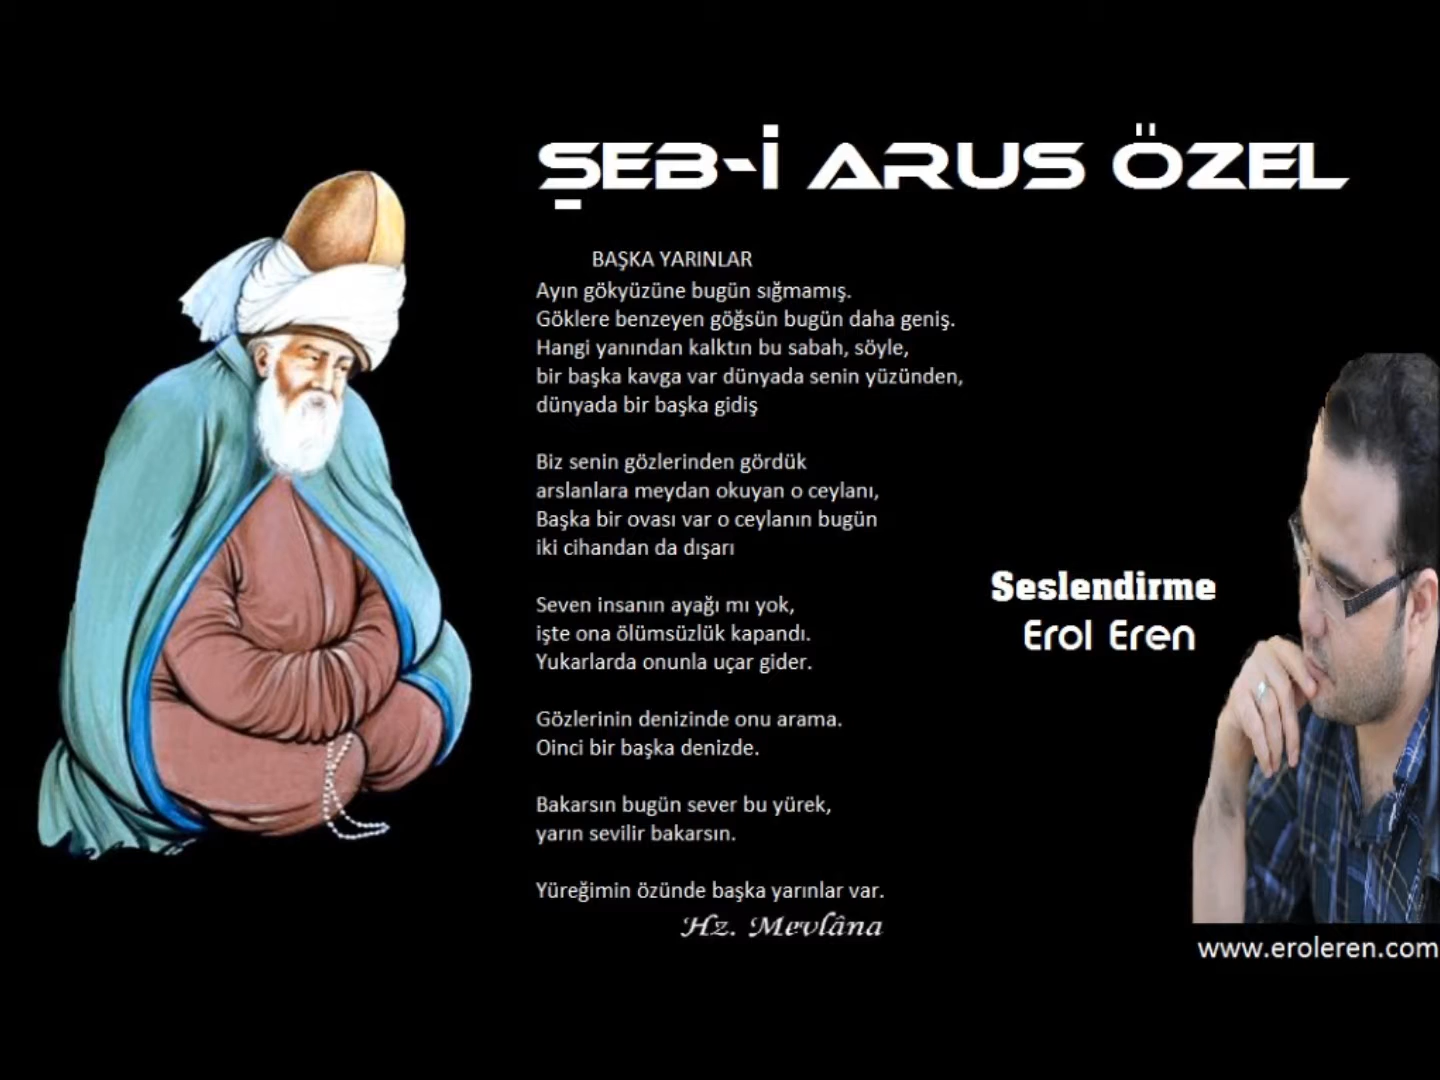 ŞEB-İ ARUS ÖZEL
BAŞKA YARINLAR
Ayın gökyüzüne bugün sığmamış.
Göklere benzeyen göğsün bugün daha geniş.
Hangi yanından kalktın bu sabah, söyle,
bir başka kavga var dünyada senin yüzünden,
dünyada bir başka gidiş
Biz senin gözlerinden gördük
arslanlara meydan okuyan o ceylanı,
Başka bir ovası var o ceylanın bugün
iki cihandan da dışarı
Seven insanın ayağı mı yok,
işte ona ölümsüzlük kapandı.
Yukarlarda onunla uçar gider.
Gözlerinin denizinde onu arama.
Oinci bir başka denizde.
Bakarsın bugün sever bu yürek,
yarın sevilir bakarsın.
Yüreğimin özünde başka yarınlar var.
Hz. Mevlâna
Seslendirme
Erol Eren
www.eroleren.com